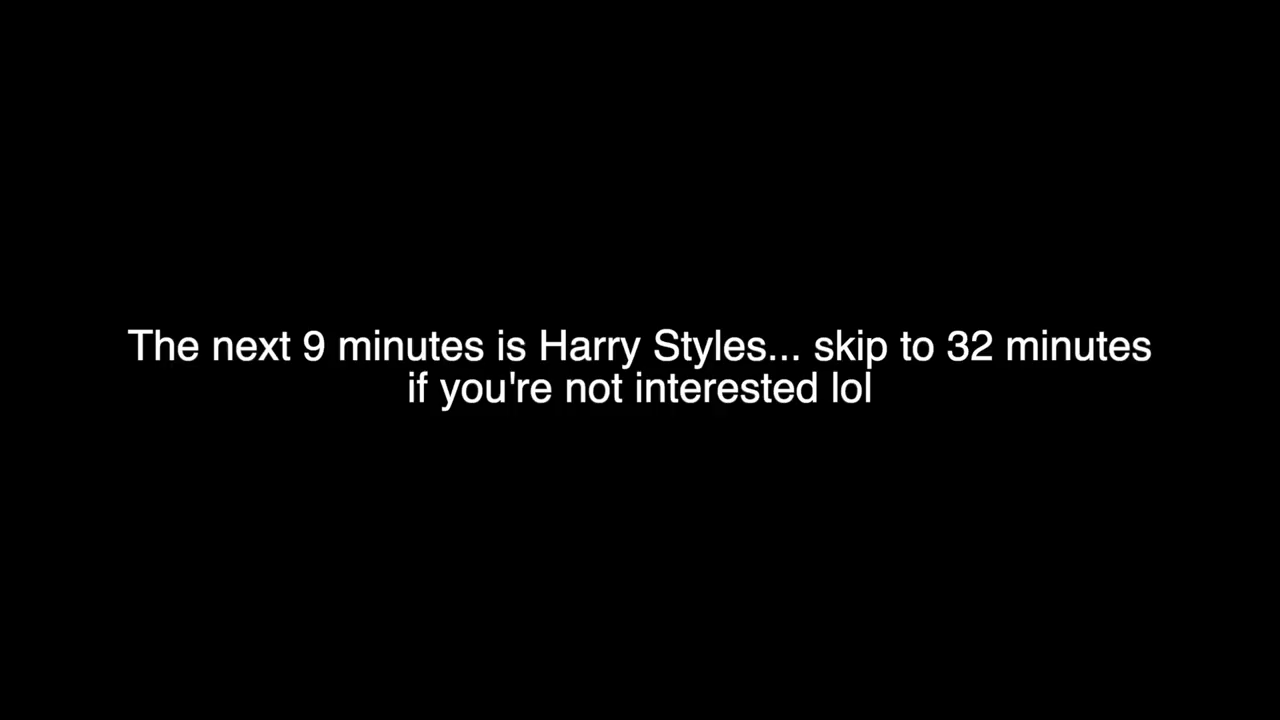 The next 9 minutes is Harry Styles... skip to 32 minutes
if you're not interested lol